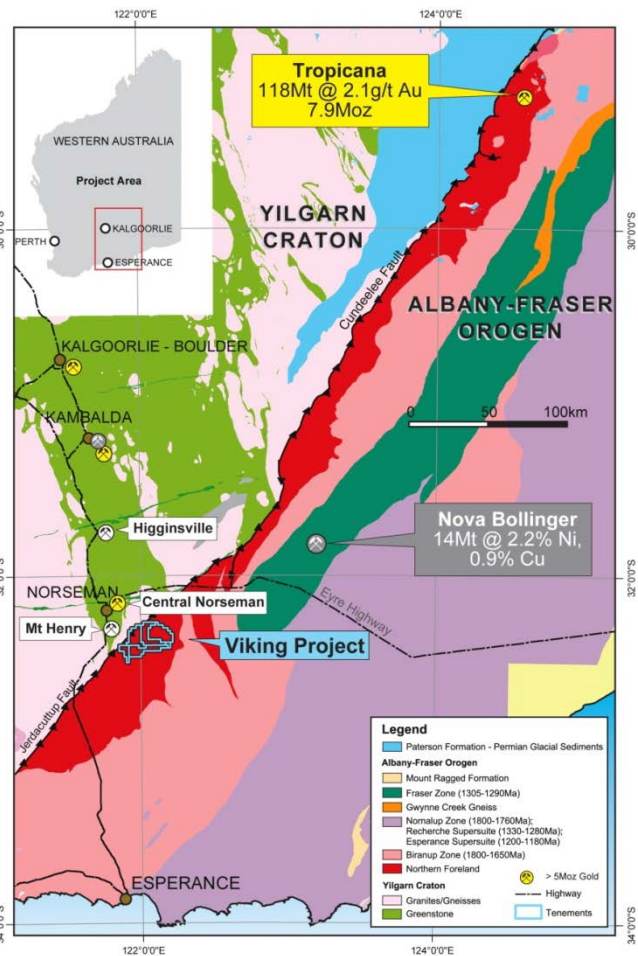 122°0'0"E
124°0'0"E
Tropicana
118Mt @ 2.1g/t Au
7.9Moz
WESTERN AUSTRALIA
Project Area
KALGOORLIE
PERTH
ESPERANCE
YILGARN
CRATON
0°0'0"S
Cundeelee Fault
ALBANY-FRASER
OROGEN
KALGOORLIE - BOULDER
KAMBALDA
0 50 100km
Higginsville
Nova Bollinger
14Mt @ 2.2% Ni,
0.9% Cu
2°0'0"S
32°0'0"S
NORSEMAN
Central Norseman
Eyre Highway
Mt Henry
Viking Project
Jerdacuttup Fault
Legend
Paterson Formation - Permian Glacial Sediments
Albany-Fraser Orogen
Mount Ragged Formation
Fraser Zone (1305-1290Ma)
Gwynne Creek Gneiss
Nornalup Zone (1800-1760Ma);
Recherche Supersuite (1330-1280Ma);
Esperance Supersuite (1200-1180Ma)
Biranup Zone (1800-1650Ma)
Northern Foreland
Yilgarn Craton
Granites/Gneisses
Greenstone
> 5Moz Gold
Highway
Tenements
ESPERANCE
34°0'0"S
122°0'0"E
124°0'0"E